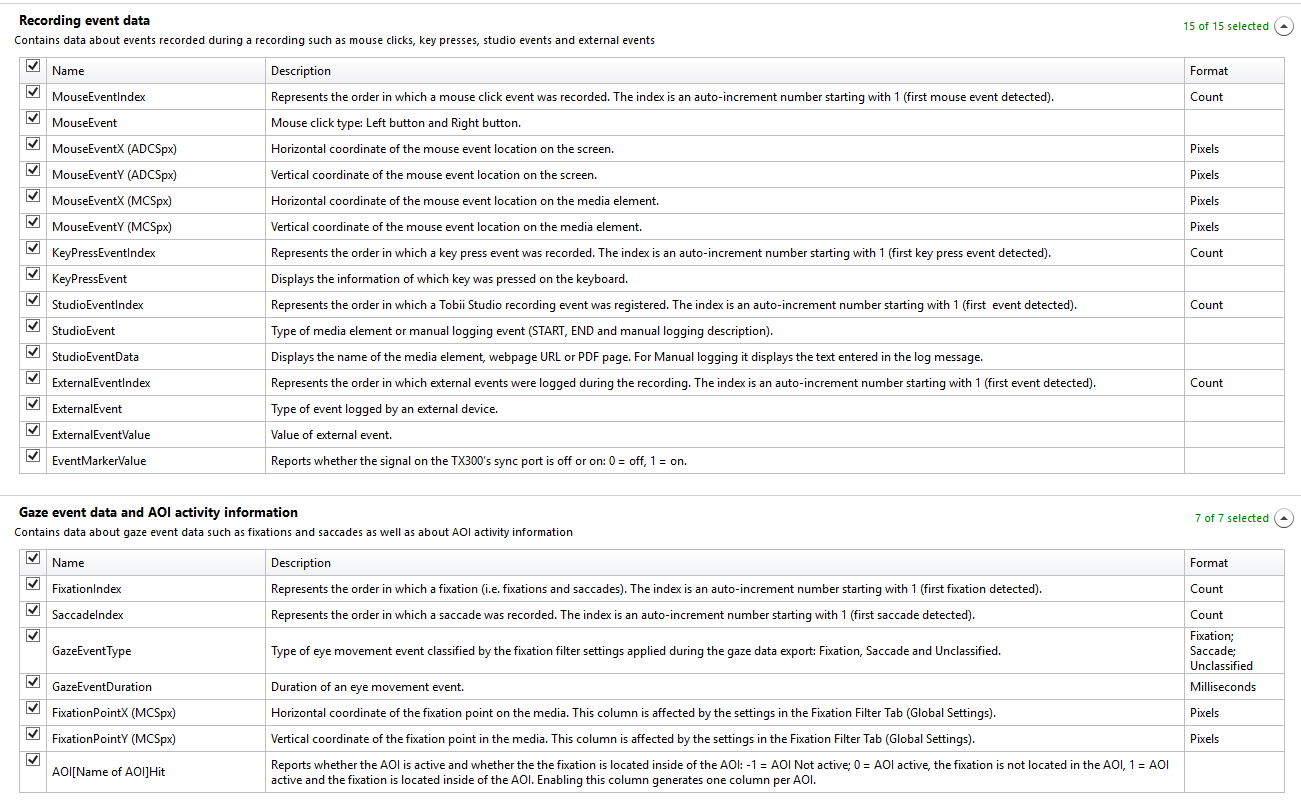 Recording event data
15 of 15 selected
Contains data about events recorded during a recording such as mouse clicks, key presses, studio events and external events
Name Description Format
MouseEventIndex Represents the order in which a mouse click event was recorded. The index is an auto-increment number starting with 1 (first mouse event detected). Count
MouseEvent Mouse click type: Left button and Right button.
MouseEventX (ADCSpx) Horizontal coordinate of the mouse event location on the screen. Pixels
MouseEventY (ADCSpx) Vertical coordinate of the mouse event location on the screen. Pixels
MouseEventX (MCSpx) Horizontal coordinate of the mouse event location on the media element. Pixels
MouseEventY (MCSpx) Vertical coordinate of the mouse event location on the media element. Pixels
KeyPressEventIndex Represents the order in which a key press event was recorded. The index is an auto-increment number starting with 1 (first key press event detected). Count
KeyPressEvent Displays the information of which key was pressed on the keyboard.
StudioEventIndex Represents the order in which a Tobii Studio recording event was registered. The index is an auto-increment number starting with 1 (first  event detected). Count
StudioEvent Type of media element or manual logging event (START, END and manual logging description).
StudioEventData Displays the name of the media element, webpage URL or PDF page. For Manual logging it displays the text entered in the log message.
ExternalEventIndex Represents the order in which external events were logged during the recording. The index is an auto-increment number starting with 1 (first event detected). Count
ExternalEvent Type of event logged by an external device.
ExternalEventValue Value of external event.
EventMarkerValue Reports whether the signal on the TX300's sync port is off or on: 0 = off, 1 = on.
Gaze event data and AOI activity information
7 of 7 selected
Contains data about gaze event data such as fixations and saccades as well as about AOI activity information
Name Description Format
FixationIndex Represents the order in which a fixation (i.e. fixations and saccades). The index is an auto-increment number starting with 1 (first fixation detected). Count
SaccadeIndex Represents the order in which a saccade was recorded. The index is an auto-increment number starting with 1 (first saccade detected). Count
GazeEventType Type of eye movement event classified by the fixation filter settings applied during the gaze data export: Fixation, Saccade and Unclassified.
Fixation;
Saccade;
Unclassified
GazeEventDuration Duration of an eye movement event. Milliseconds
FixationPointX (MCSpx) Horizontal coordinate of the fixation point on the media. This column is affected by the settings in the Fixation Filter Tab (Global Settings). Pixels
FixationPointY (MCSpx) Vertical coordinate of the fixation point in the media. This column is affected by the settings in the Fixation Filter Tab (Global Settings). Pixels
AOI[Name of AOI]Hit
Reports whether the AOI is active and whether the the fixation is located inside of the AOI: -1 = AOI Not active; 0 = AOI active, the fixation is not located in the AOI, 1 = AOI
active and the fixation is located inside of the AOI. Enabling this column generates one column per AOI.